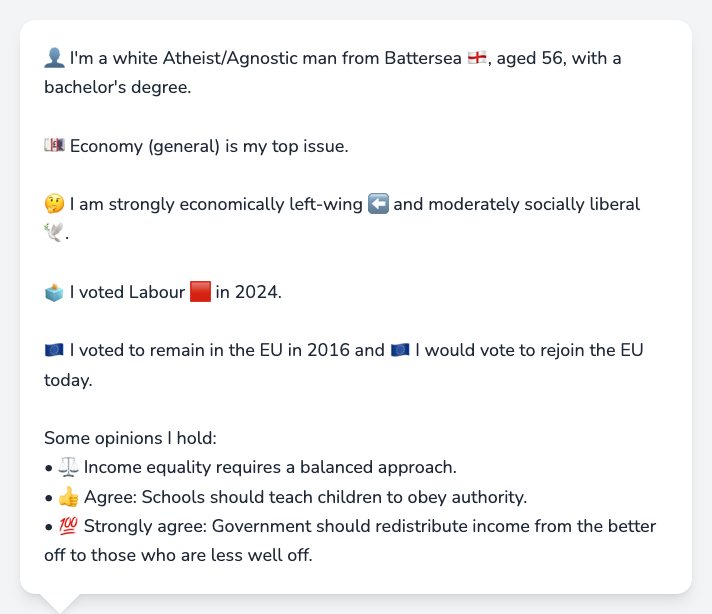 👤 I'm a white Atheist/Agnostic man from Battersea 🏴󠁧󠁢󠁥󠁮󠁧󠁿, aged 56, with a
bachelor's degree.
💷 Economy (general) is my top issue.
🤔 I am strongly economically left-wing ⬅️ and moderately socially liberal
🕊️.
🗳️ I voted Labour 🟥 in 2024.
🇪🇺 I voted to remain in the EU in 2016 and 🇪🇺 I would vote to rejoin the EU
today.
Some opinions I hold:
• ⚖️ Income equality requires a balanced approach.
• 👍 Agree: Schools should teach children to obey authority.
• 💯 Strongly agree: Government should redistribute income from the better
off to those who are less well off.